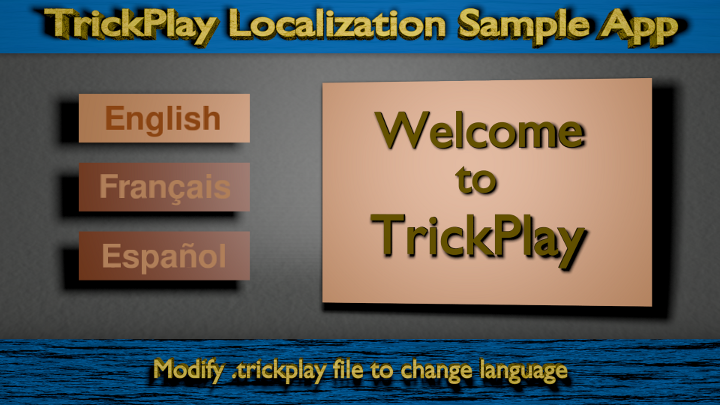 TrickPlay Localization Sample App
English
Français
Español
Welcome
to
TrickPlay
Modify .trickplay file to change language